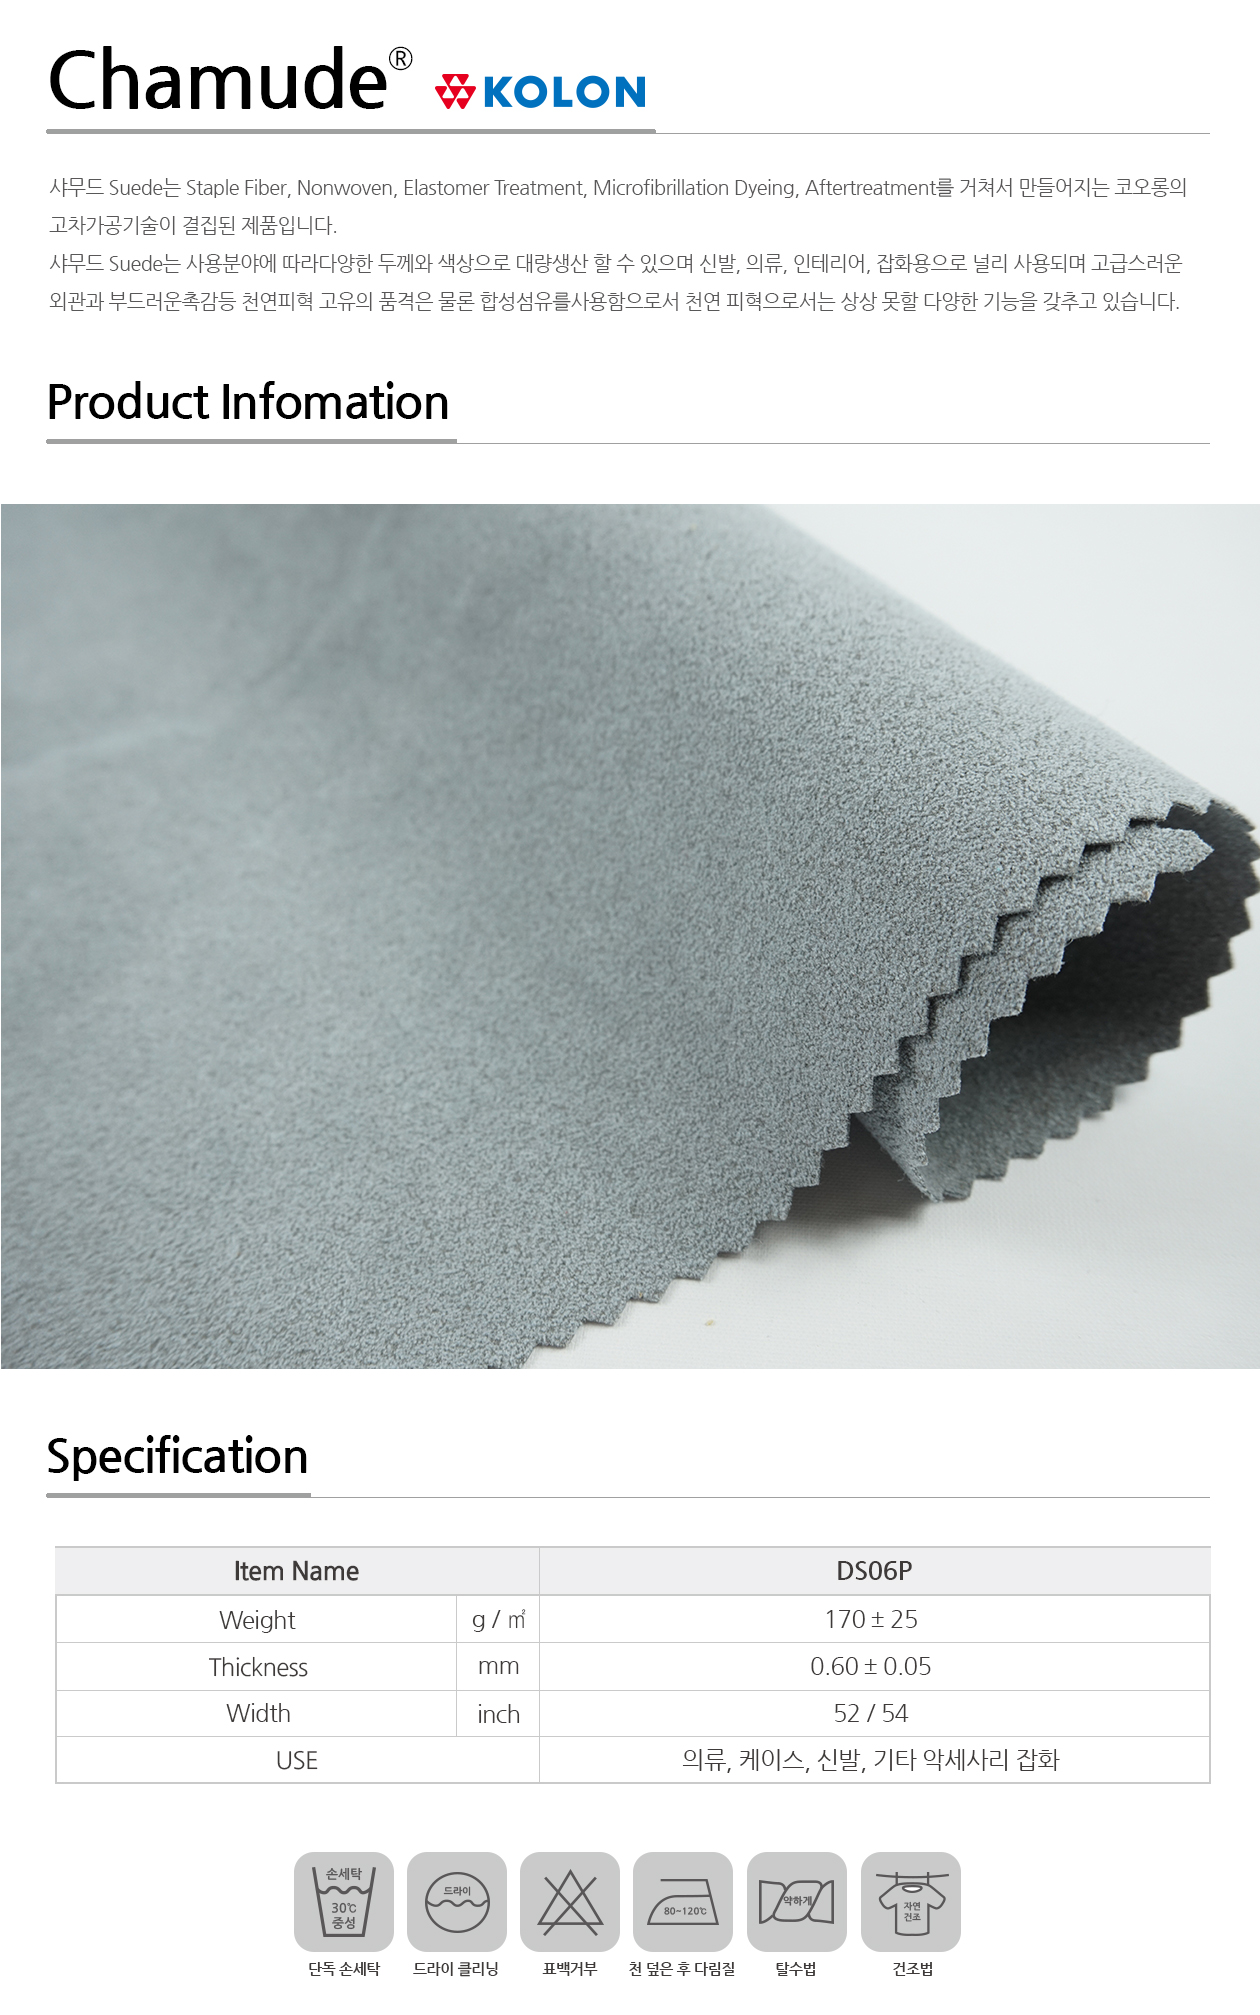 Chamude® KOLON
샤무드 Suede는 Staple Fiber, Nonwoven, Elastomer Treatment, Microfibrillation Dyeing, Aftertreatment를 거쳐서 만들어지는 코오롱의
고차가공기술이 결집된 제품입니다.
샤무드 Suede는 사용분야에 따라다양한 두께와 색상으로 대량생산 할 수 있으며 신발, 의류, 인테리어, 잡화용으로 널리 사용되며 고급스러운
외관과 부드러운촉감등 천연피혁 고유의 품격은 물론 합성섬유를사용함으로서 천연 피혁으로서는 상상 못할 다양한 기능을 갖추고 있습니다.
Product Infomation
Specification
Item Name DS06P
Weight g / ㎡ 170 ± 25
Thickness mm 0.60 ± 0.05
Width inch 52 / 54
USE 의류, 케이스, 신발, 기타 악세사리 잡화
손세탁
30℃
중성
드라이
80~120℃
약하게
자연
건조
단독 손세탁 드라이 클리닝 표백거부 천 덮은 후 다림질 탈수법 건조법